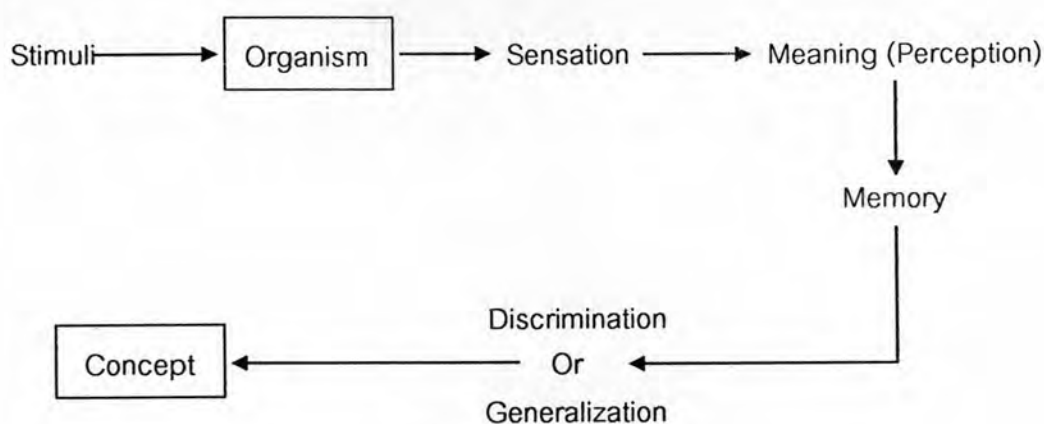 Stimuli
Organism
Sensation
Meaning (Perception)
Memory
Discrimination
Or
Generalization
Concept